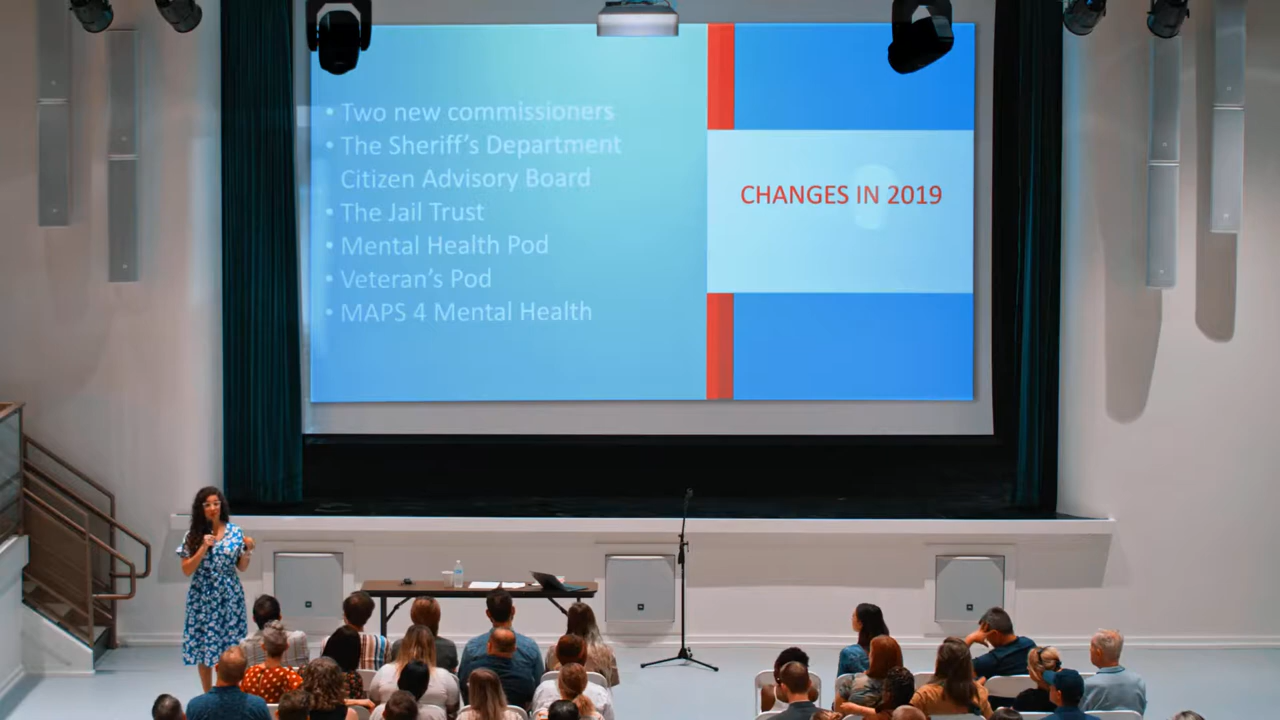 • Two new commissioners
• The Sheriff's Department
Citizen Advisory Board
• The Jail Trust
• Mental Health Pod
• Veteran's Pod
• MAPS 4 Mental Health
CHANGES IN 2019